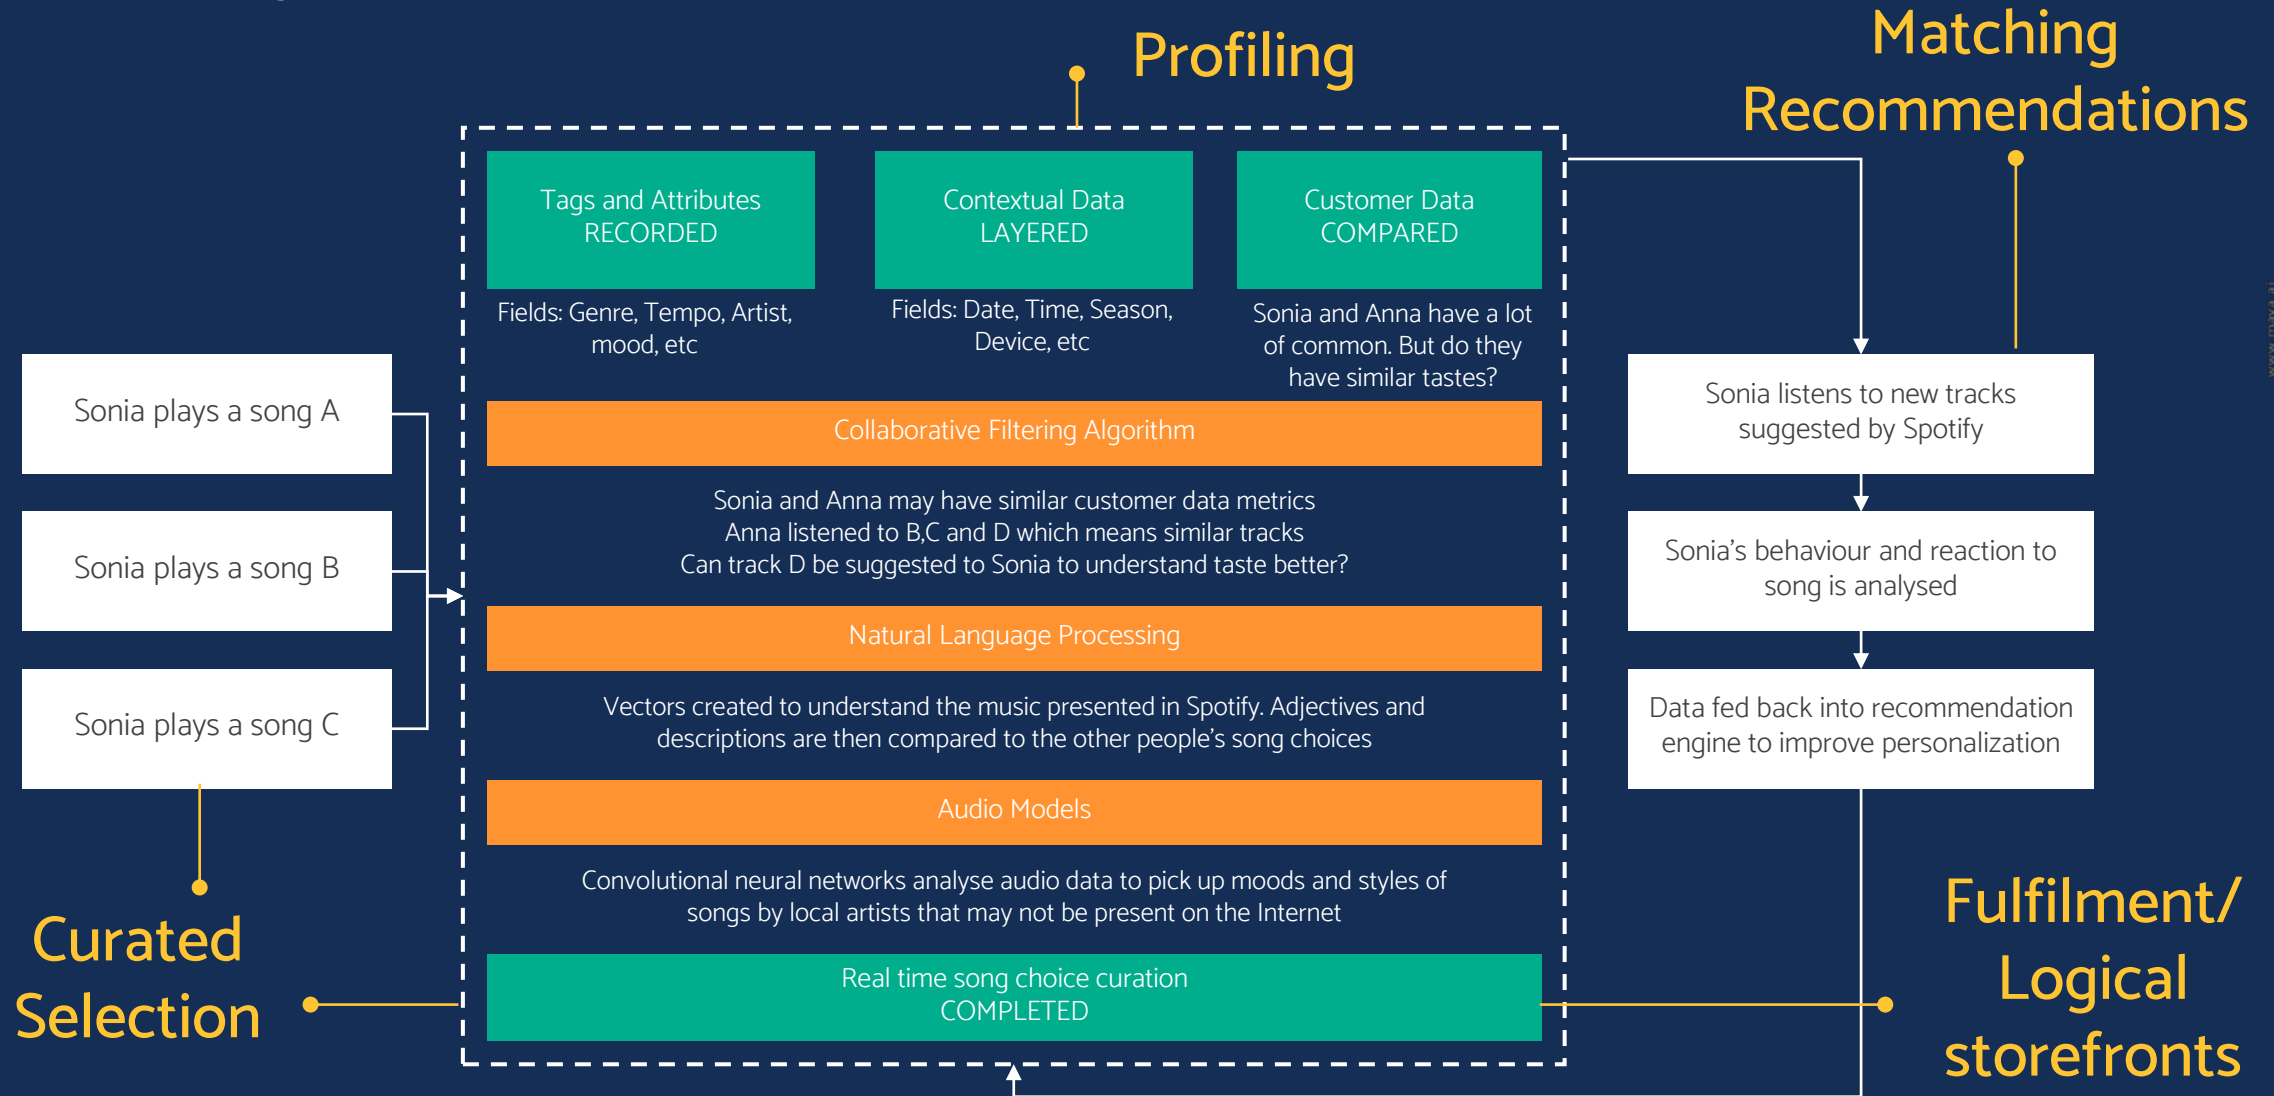 Profiling
Matching
Recommendations
Tags and Attributes
RECORDED
Contextual Data
LAYERED
Customer Data
COMPARED
Fields: Genre, Tempo, Artist,
mood, etc
Fields: Date, Time, Season,
Device, etc
Sonia and Anna have a lot
of common. But do they
have similar tastes?
Sonia plays a song A
Sonia plays a song B
Sonia plays a song C
Collaborative Filtering Algorithm
Sonia and Anna may have similar customer data metrics
Anna listened to B,C and D which means similar tracks
Can track D be suggested to Sonia to understand taste better?
Natural Language Processing
Vectors created to understand the music presented in Spotify. Adjectives and
descriptions are then compared to the other people's song choices
Audio Models
Convolutional neural networks analyse audio data to pick up moods and styles of
songs by local artists that may not be present on the Internet
Real time song choice curation
COMPLETED
Sonia listens to new tracks
suggested by Spotify
Sonia's behaviour and reaction to
song is analysed
Data fed back into recommendation
engine to improve personalization
Curated
Selection
Fulfilment/
Logical
storefronts